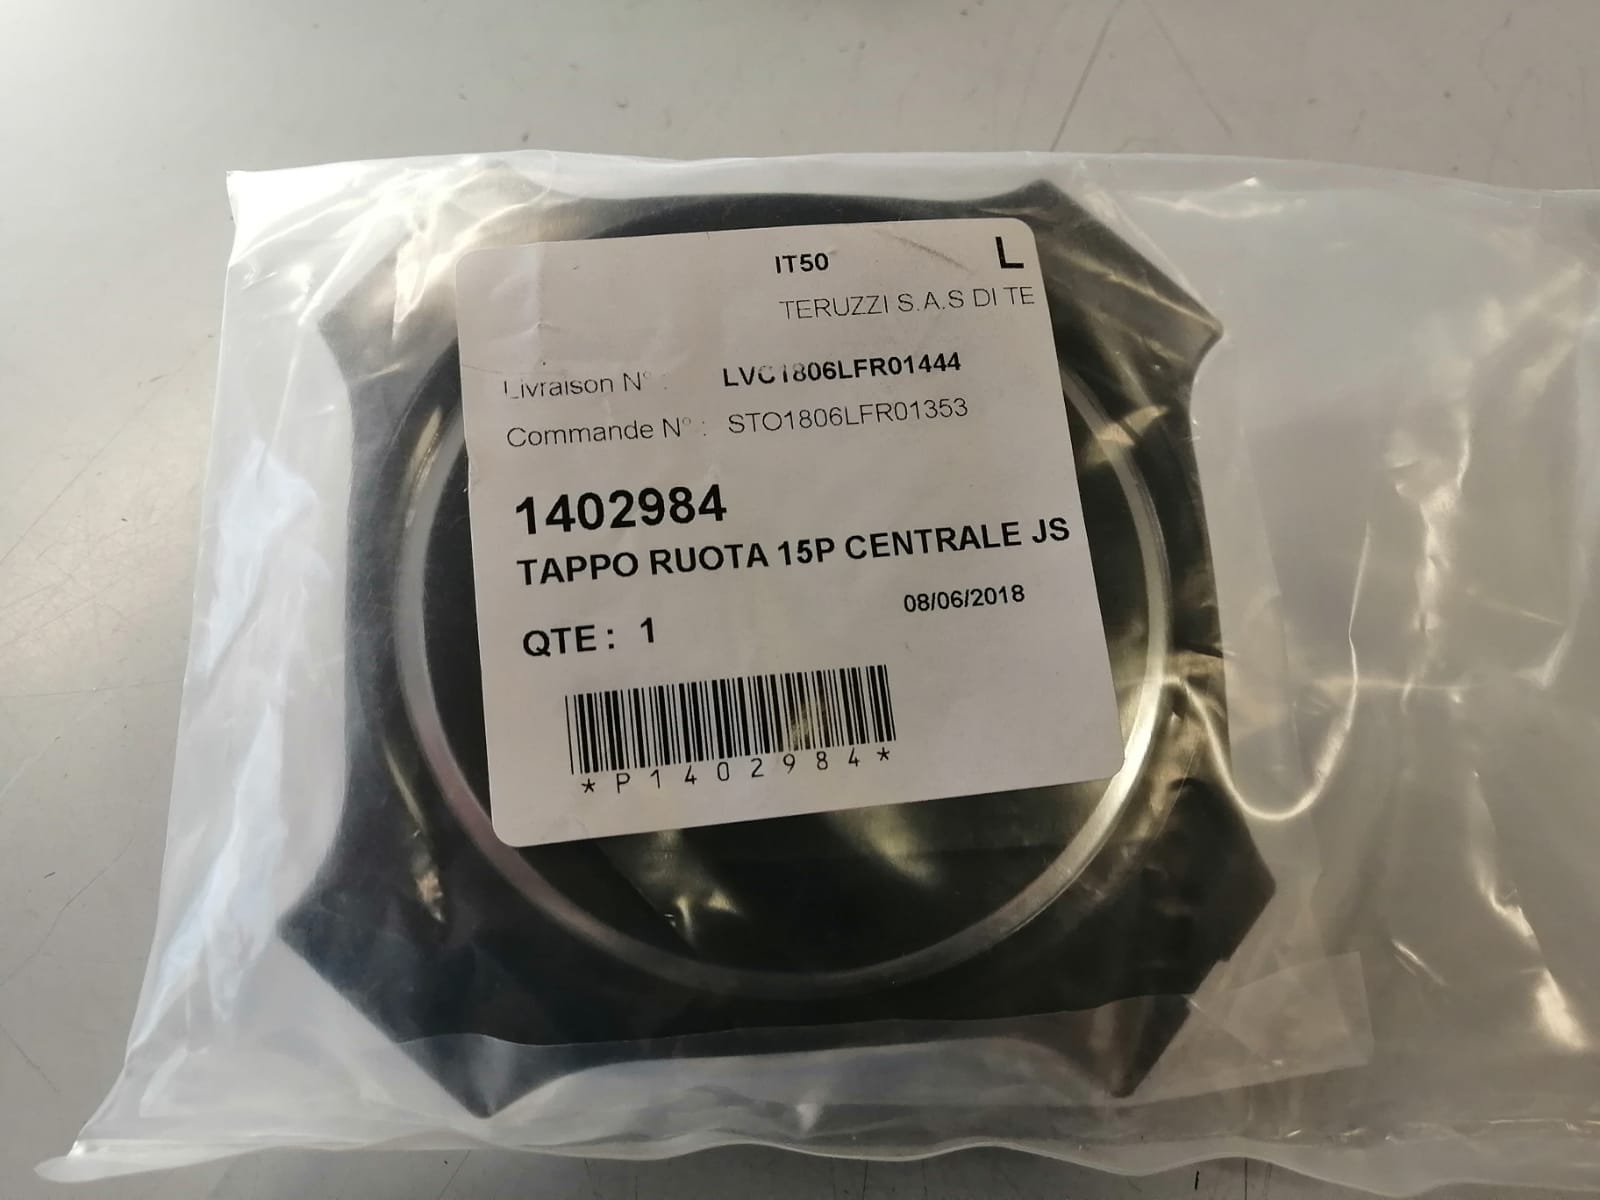 IT50 L
TERUZZI S.A.S DI TE
Livraison N° : LVC1806LFR01444
Commande N° : STO1806LFR01353
1402984
TAPPO RUOTA 15P CENTRALE JS
08/06/2018
QTE : 1
*P1402984*